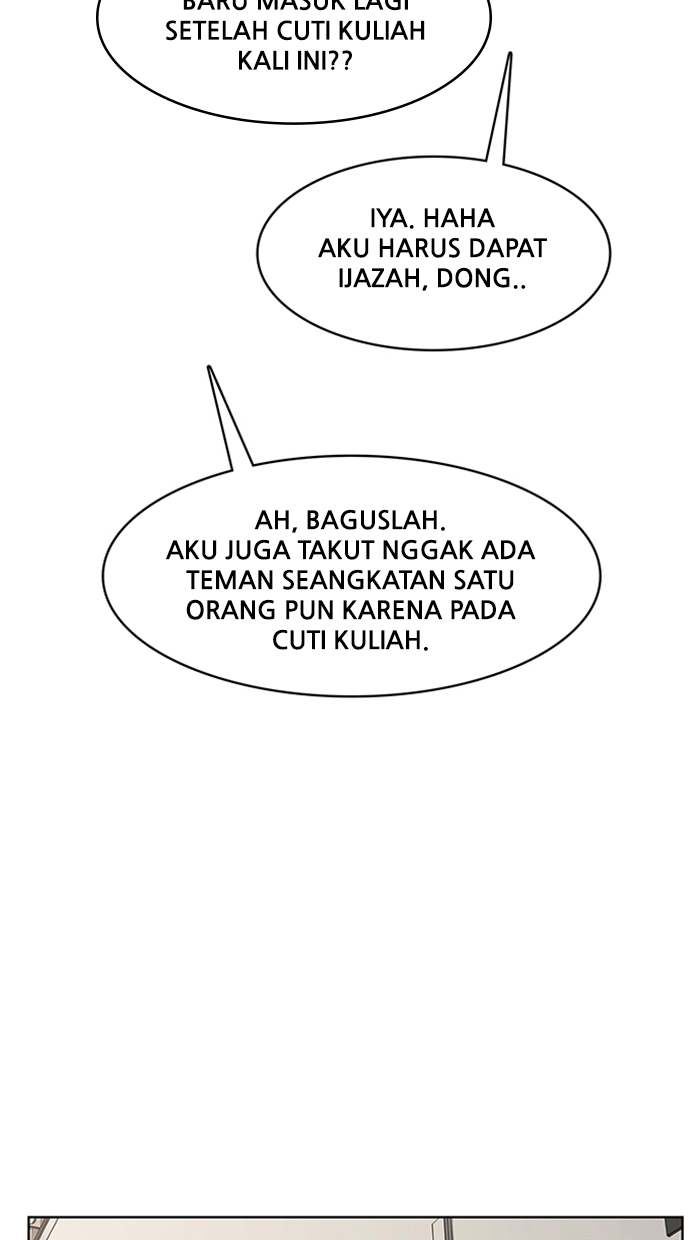 BARU MASUK LAGI
SETELAH CUTI KULIAH
KALI INI??
IYA. HAHA
AKU HARUS DAPAT
IJAZAH, DONG..
AH, BAGUSLAH.
AKU JUGA TAKUT NGGAK ADA
TEMAN SEANGKATAN SATU
ORANG PUN KARENA PADA
CUTI KULIAH.